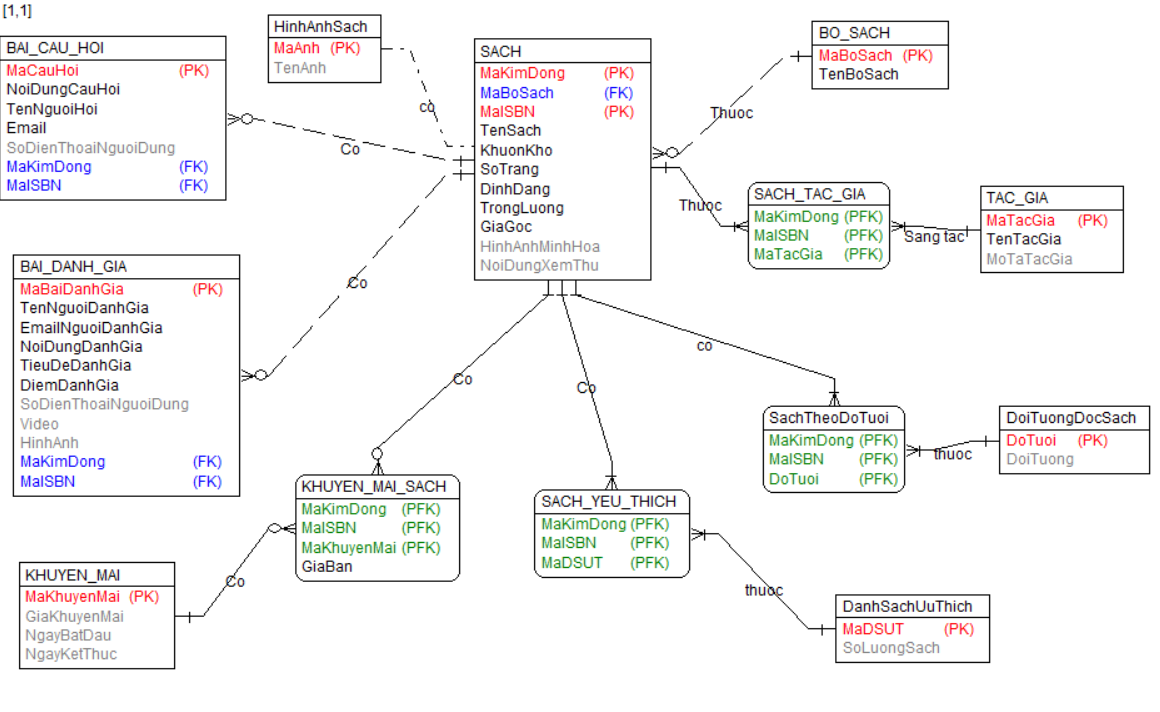 [1,1]
BAI_CAU_HOI
MaCauHoi (PK)
NoiDungCauHoi
TenNguoiHoi
Email
SoDienThoaiNguoiDung
MaKimDong (FK)
MaISBN (FK)
HinhAnhSach
MaAnh (PK)
TenAnh
có
Co
SACH
MaKimDong (PK)
MaBoSach (FK)
MaISBN (PK)
TenSach
KhuonKho
SoTrang
DinhDang
TrongLuong
GiaGoc
HinhAnhMinhHoa
NoiDungXemThu
BO_SACH
MaBoSach (PK)
TenBoSach
Thuoc
Thuoc
SACH_TAC_GIA
MaKimDong (PFK)
MaISBN (PFK)
MaTacGia (PFK)
Sang tac
TAC_GIA
MaTacGia (PK)
TenTacGia
MoTaTacGia
BAI_DANH_GIA
MaBaiDanhGia (PK)
TenNguoiDanhGia
EmailNguoiDanhGia
NoiDungDanhGia
TieuDeDanhGia
DiemDanhGia
SoDienThoaiNguoiDung
Video
HinhAnh
MaKimDong (FK)
MaISBN (FK)
Co
Co
Co
có
SachTheoDoTuoi
MaKimDong (PFK)
MaISBN (PFK)
DoTuoi (PFK)
thuoc
DoiTuongDocSach
DoTuoi (PK)
DoiTuong
KHUYEN_MAI_SACH
MaKimDong (PFK)
MaISBN (PFK)
MaKhuyenMai (PFK)
GiaBan
SACH_YEU_THICH
MaKimDong (PFK)
MaISBN (PFK)
MaDSUT (PFK)
KHUYEN_MAI
MaKhuyenMai (PK)
GiaKhuyenMai
NgayBatDau
NgayKetThuc
Co
thuoc
DanhSachUuThich
MaDSUT (PK)
SoLuongSach